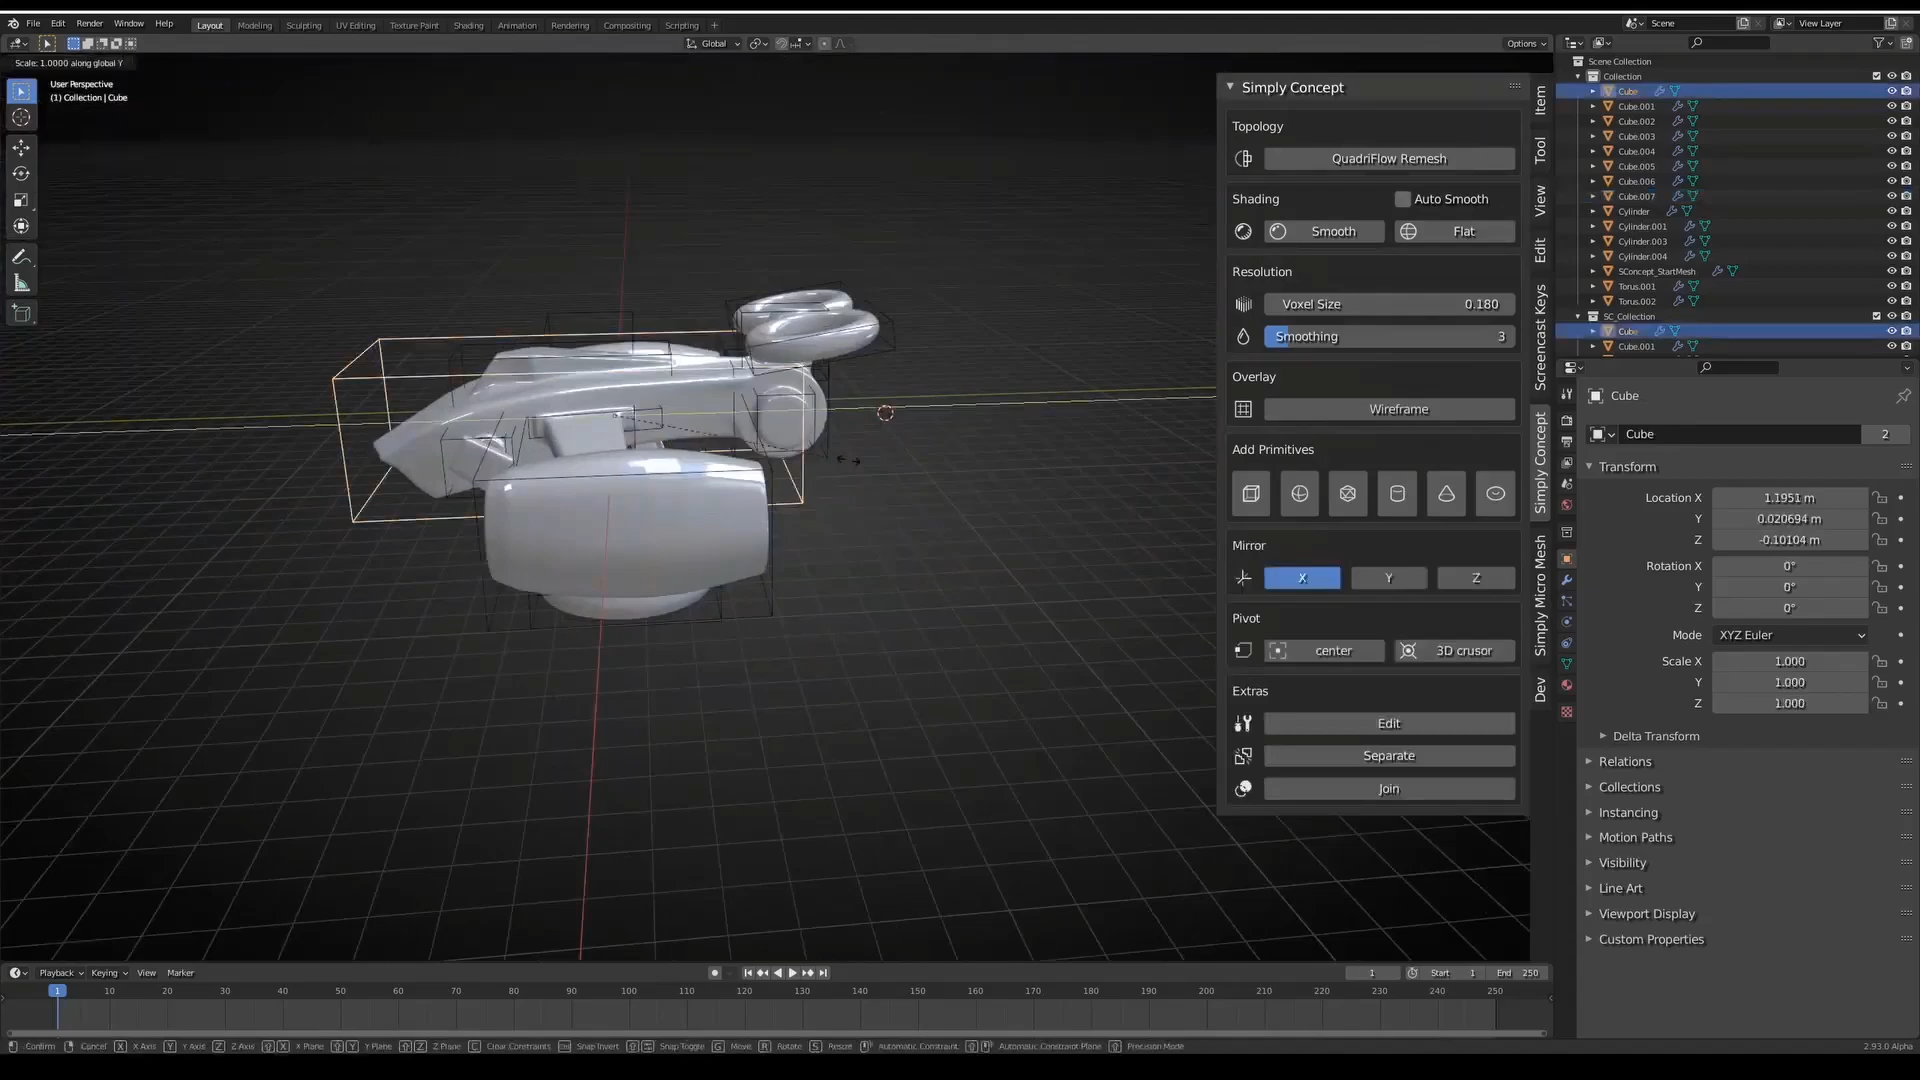 File Edit Render Window Help Layout Modeling Sculpting UV Editing Texture Paint Shading Animation Rendering Compositing Scripting + Scene View Layer
Global Options
Scale: 1.0000 along global Y
User Perspective
(1) Collection | Cube
Simply Concept
Topology
QuadriFlow Remesh
Shading Auto Smooth
Smooth Flat
Resolution
Voxel Size 0.180
Smoothing 3
Overlay
Wireframe
Add Primitives
Mirror
X Y Z
Pivot
center 3D crusor
Extras
Edit
Separate
Join
Item
Tool
View
Edit
Screencast Keys
Simply Concept
Simply Micro Mesh
Dev
Scene Collection
Collection
Cube
Cube.001
Cube.002
Cube.003
Cube.004
Cube.005
Cube.006
Cube.007
Cylinder
Cylinder.001
Cylinder.003
Cylinder.004
SConcept_StartMesh
Torus.001
Torus.002
SC_Collection
Cube
Cube.001
Cube
Cube 2
Transform
Location X 1.1951 m
Y 0.020694 m
Z -0.10104 m
Rotation X 0°
Y 0°
Z 0°
Mode XYZ Euler
Scale X 1.000
Y 1.000
Z 1.000
Delta Transform
Relations
Collections
Instancing
Motion Paths
Visibility
Line Art
Viewport Display
Custom Properties
Playback Keying View Marker 1 Start 1 End 250
1 10 20 30 40 50 60 70 80 90 100 110 120 130 140 150 160 170 180 190 200 210 220 230 240 250
Confirm Cancel X X Axis Y Y Axis Z Z Axis X X Plane Y Y Plane Z Z Plane C Clear Constraints Snap Invert Snap Toggle G Move R Rotate S Resize Automatic Constraint Automatic Constraint Plane Precision Mode 2.93.0 Alpha